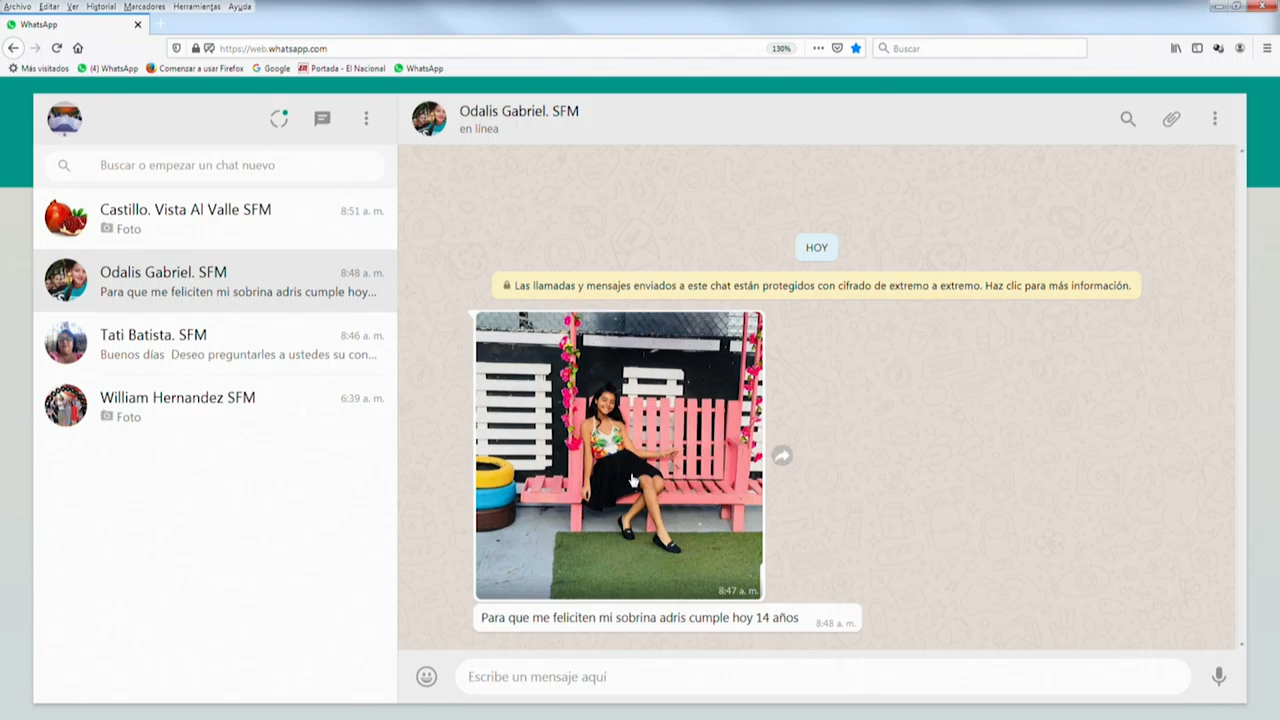 Archivo Editar Ver Historial Marcadores Herramientas Ayuda
WhatsApp
https://web.whatsapp.com
130%
Buscar
Más visitados (4) WhatsApp Comenzar a usar Firefox Google Portada - El Nacional WhatsApp
Odalis Gabriel. SFM
en línea
Buscar o empezar un chat nuevo
Castillo. Vista Al Valle SFM 8:51 a. m.
Foto
Odalis Gabriel. SFM 8:48 a. m.
Para que me feliciten mi sobrina adris cumple hoy...
Tati Batista. SFM 8:46 a. m.
Buenos días Deseo preguntarles a ustedes su con...
William Hernandez SFM 6:39 a. m.
Foto
HOY
Las llamadas y mensajes enviados a este chat están protegidos con cifrado de extremo a extremo. Haz clic para más información.
8:47 a. m.
Para que me feliciten mi sobrina adris cumple hoy 14 años 8:48 a. m.
Escribe un mensaje aquí